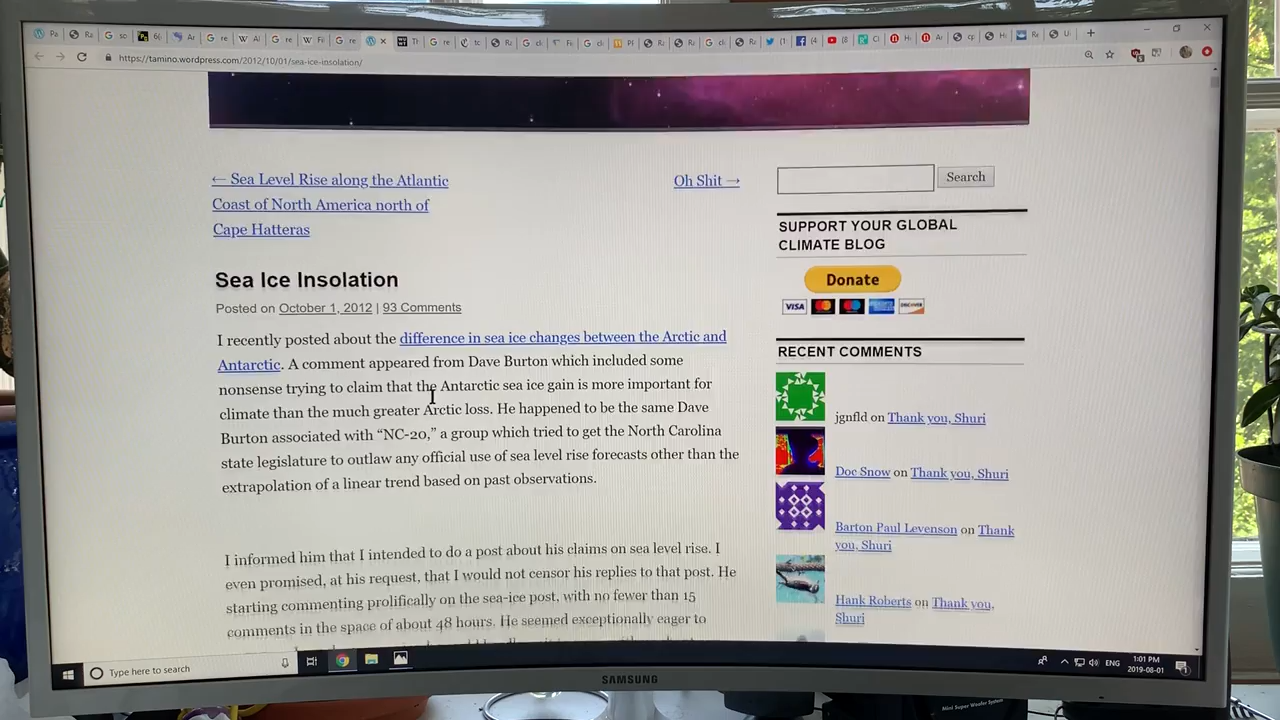 https://tamino.wordpress.com/2012/10/01/sea-ice-insolation/
← Sea Level Rise along the Atlantic
Coast of North America north of
Cape Hatteras
Oh Shit →
Search
SUPPORT YOUR GLOBAL
CLIMATE BLOG
Donate
VISA
DISCOVER
Sea Ice Insolation
Posted on October 1, 2012 | 93 Comments
I recently posted about the difference in sea ice changes between the Arctic and
Antarctic. A comment appeared from Dave Burton which included some
nonsense trying to claim that the Antarctic sea ice gain is more important for
climate than the much greater Arctic loss. He happened to be the same Dave
Burton associated with “NC-20,” a group which tried to get the North Carolina
state legislature to outlaw any official use of sea level rise forecasts other than the
extrapolation of a linear trend based on past observations.
I informed him that I intended to do a post about his claims on sea level rise. I
even promised, at his request, that I would not censor his replies to that post. He
starting commenting prolifically on the sea-ice post, with no fewer than 15
comments in the space of about 48 hours. He seemed exceptionally eager to
RECENT COMMENTS
jgnfld on Thank you, Shuri
Doc Snow on Thank you, Shuri
Barton Paul Levenson on Thank
you, Shuri
Hank Roberts on Thank you,
Shuri
Type here to search
ENG
1:01 PM
2019-08-01
SAMSUNG
Mini Super Woofer System